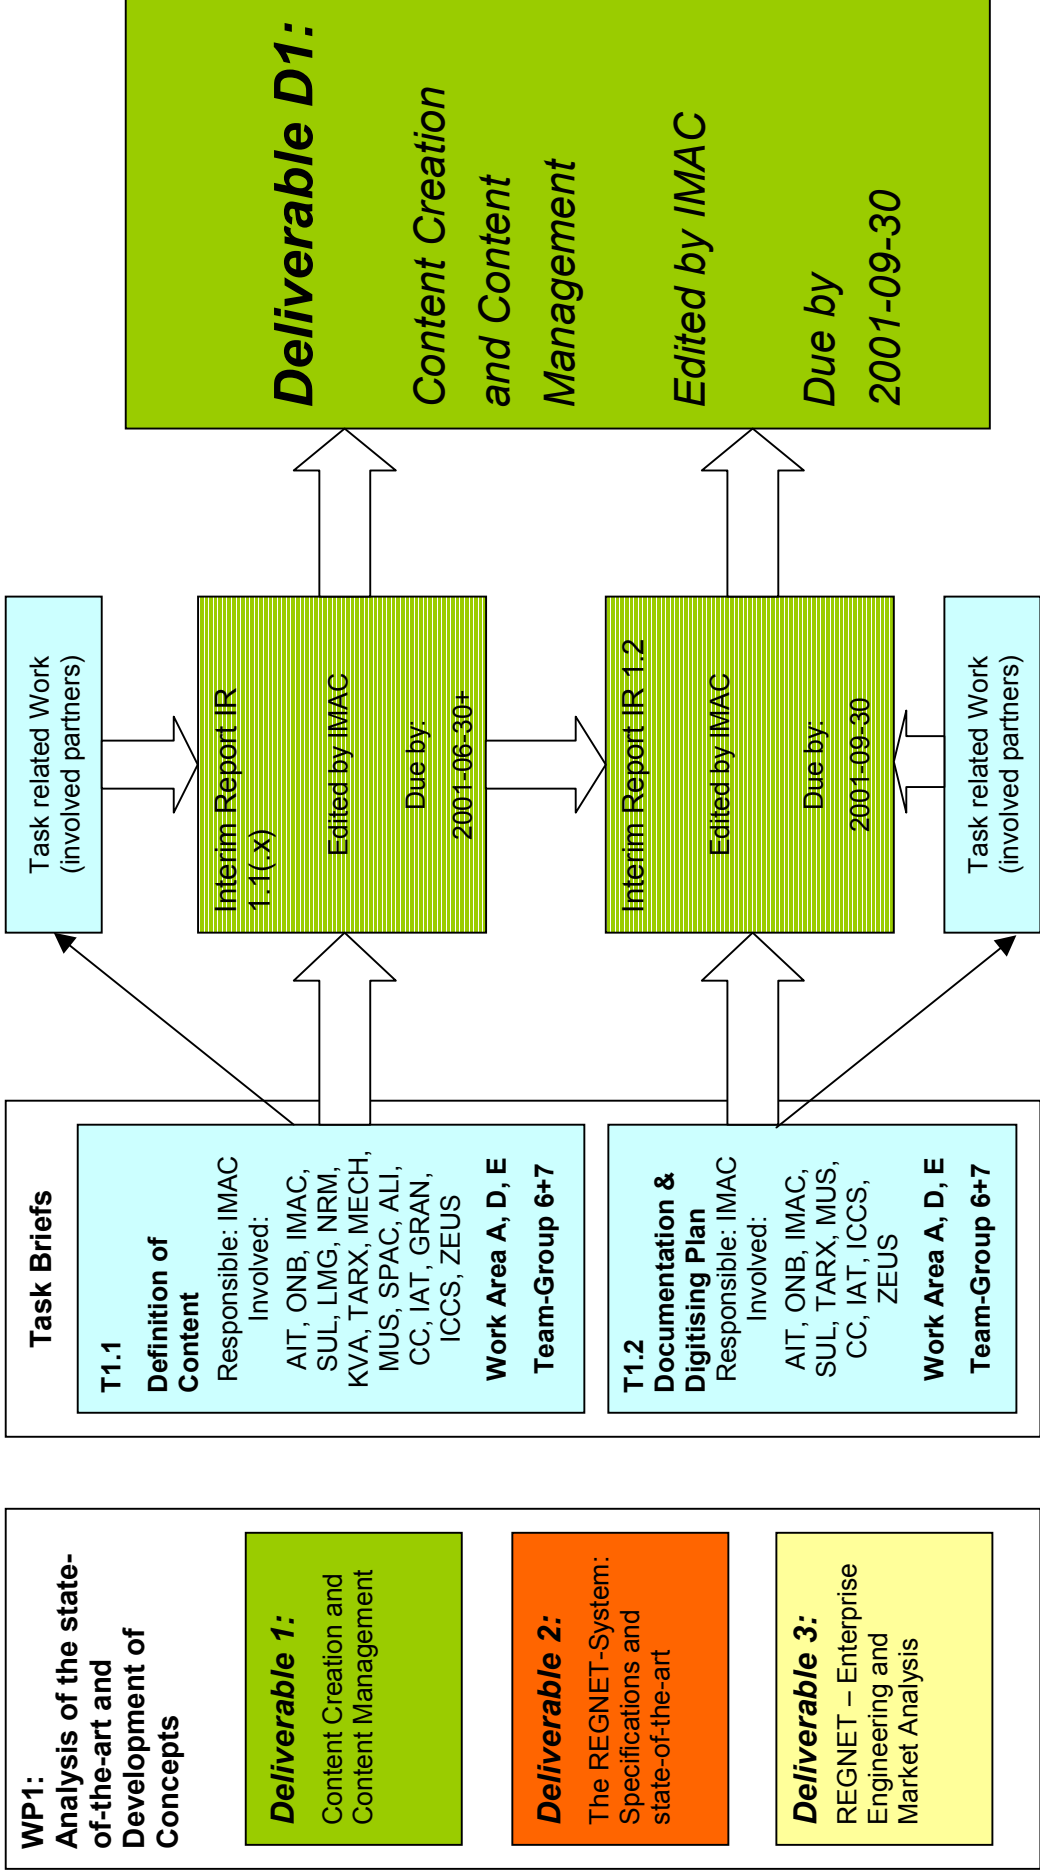 WP1:
Analysis of the state-
of-the-art and
Development of
Concepts
Deliverable 1:
Content Creation and
Content Management
Deliverable 2:
The REGNET-System:
Specifications and
state-of-the-art
Deliverable 3:
REGNET – Enterprise
Engineering and
Market Analysis
Task Briefs
T1.1
Definition of
Content
Responsible: IMAC
Involved:
AIT, ONB, IMAC,
SUL, LMG, NRM,
KVA, TARX, MECH,
MUS, SPAC, ALI,
CC, IAT, GRAN,
ICCS, ZEUS
Work Area A, D, E
Team-Group 6+7
T1.2
Documentation &
Digitising Plan
Responsible: IMAC
Involved:
AIT, ONB, IMAC,
SUL, TARX, MUS,
CC, IAT, ICCS,
ZEUS
Work Area A, D, E
Team-Group 6+7
Task related Work
(involved partners)
Interim Report IR
1.1(.x)
Edited by IMAC
Due by:
2001-06-30+
Interim Report IR 1.2
Edited by IMAC
Due by:
2001-09-30
Task related Work
(involved partners)
Deliverable D1:
Content Creation
and Content
Management
Edited by IMAC
Due by
2001-09-30